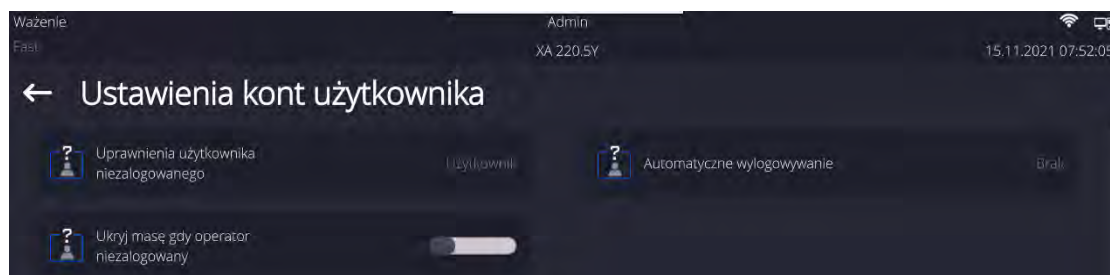 Ważenie
Admin
Fast
XA 220.5Y
15.11.2021 07:52:05
Ustawienia kont użytkownika
Uprawnienia użytkownika
niezalogowanego
Użytkownik
Automatyczne wylogowywanie
Brak
Ukryj masę gdy operator
niezalogowany